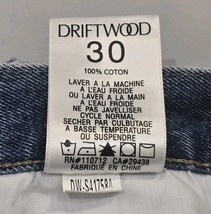 DRIFTWOOD
30
100% COTON
LAVER A LA MACHINE
A L'EAU FROIDE
OU LAVER A LA MAIN
A L'EAU FROIDE
NE JAVELLISER JAMAIS
CYCLE NORMAL
SECHER PAR CULBUTAGE
A BASSE TEMPERATURE
OU SUSPENDRE
RN#110712 CA#29438
FABRIQUE EN CHINE